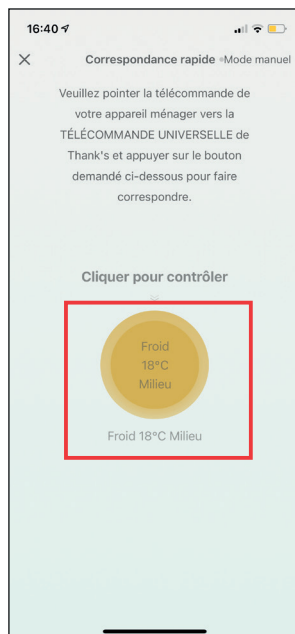 16:40
Correspondance rapide Mode manuel
Veuillez pointer la télécommande de
votre appareil ménager vers la
TÉLÉCOMMANDE UNIVERSELLE de
Thank's et appuyer sur le bouton
demandé ci-dessous pour faire
correspondre.
Cliquer pour contrôler
Froid
18°C
Milieu
Froid 18°C Milieu